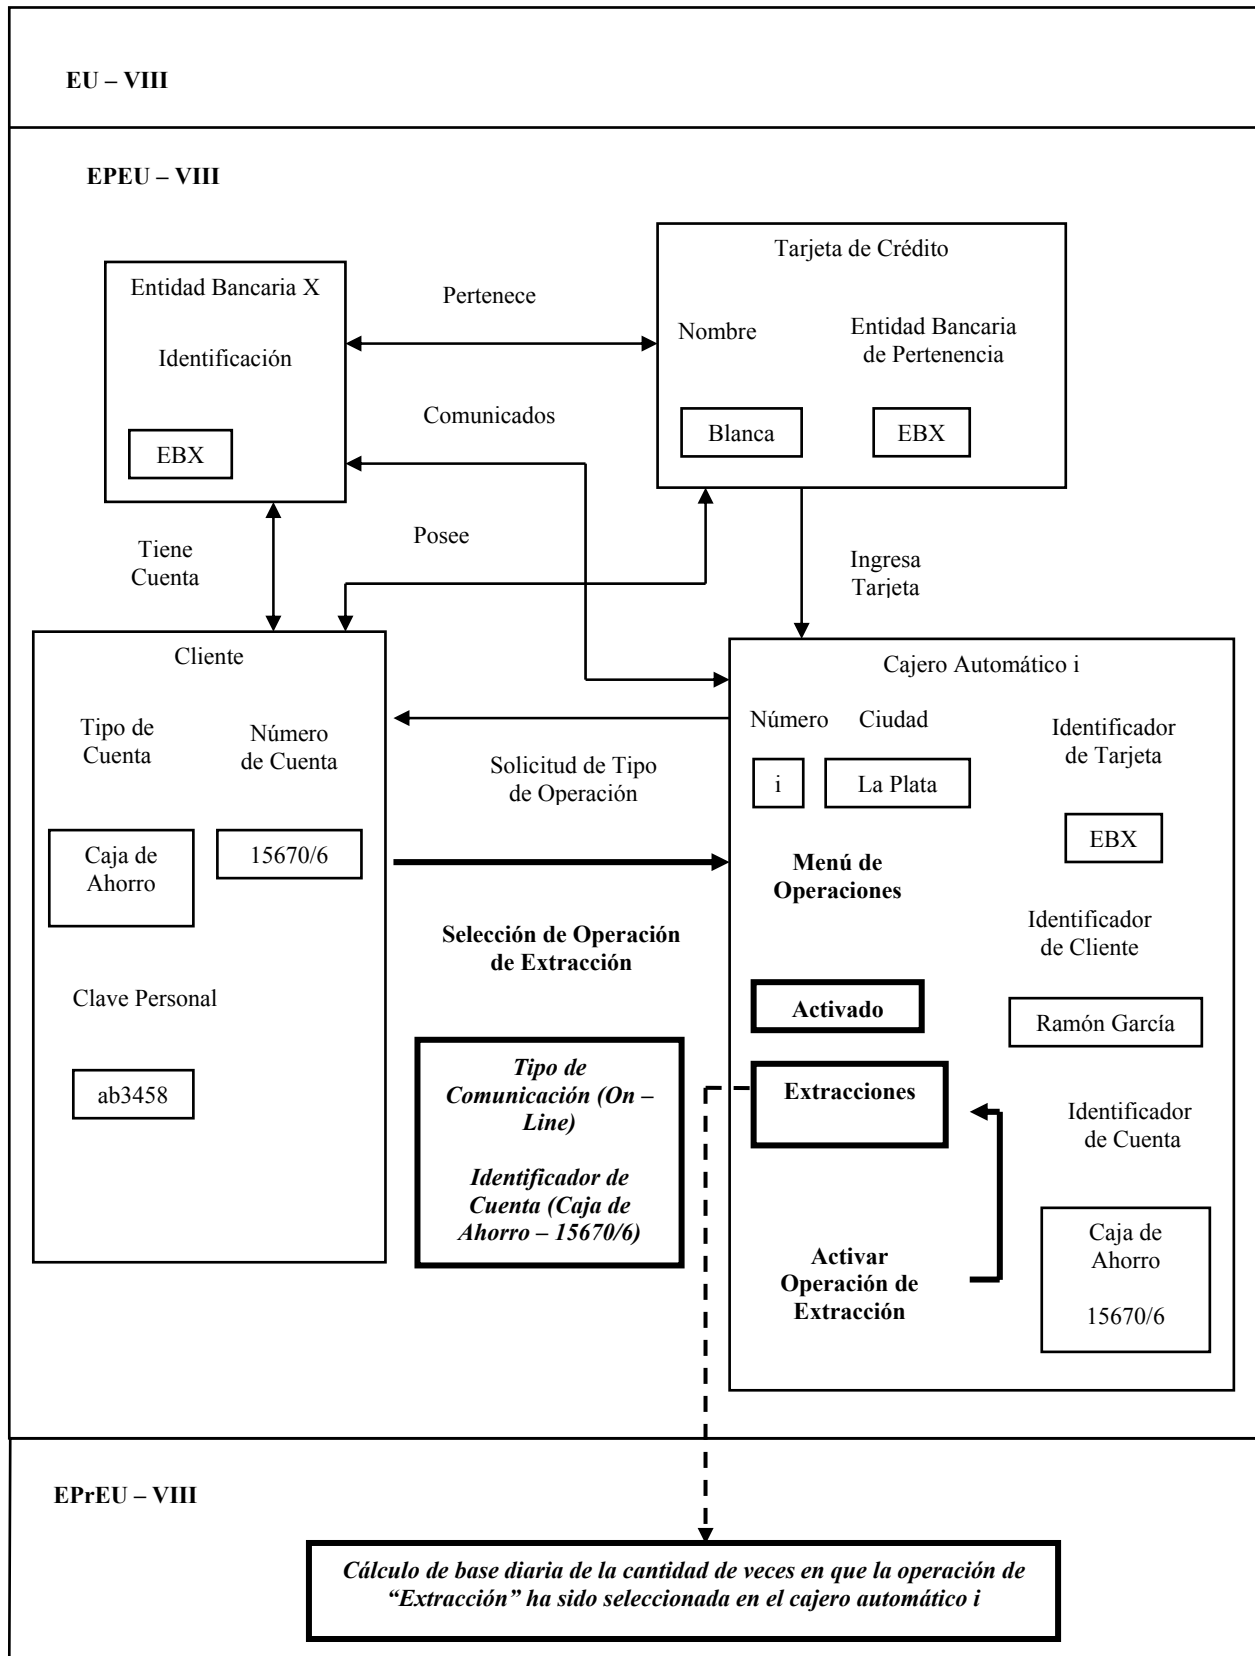 EU – VIII
EPEU – VIII
Entidad Bancaria X
Identificación
EBX
Pertenece
Tarjeta de Crédito
Nombre
Entidad Bancaria
de Pertenencia
Blanca
EBX
Comunicados
Tiene
Cuenta
Posee
Ingresa
Tarjeta
Cliente
Tipo de
Cuenta
Número
de Cuenta
Caja de
Ahorro
15670/6
Clave Personal
ab3458
Solicitud de Tipo
de Operación
Selección de Operación
de Extracción
Tipo de
Comunicación (On –
Line)
Identificador de
Cuenta (Caja de
Ahorro – 15670/6)
Cajero Automático i
Número
Ciudad
i
La Plata
Identificador
de Tarjeta
EBX
Menú de
Operaciones
Identificador
de Cliente
Activado
Ramón García
Extracciones
Identificador
de Cuenta
Activar
Operación de
Extracción
Caja de
Ahorro
15670/6
EPrEU – VIII
Cálculo de base diaria de la cantidad de veces en que la operación de
“Extracción” ha sido seleccionada en el cajero automático i